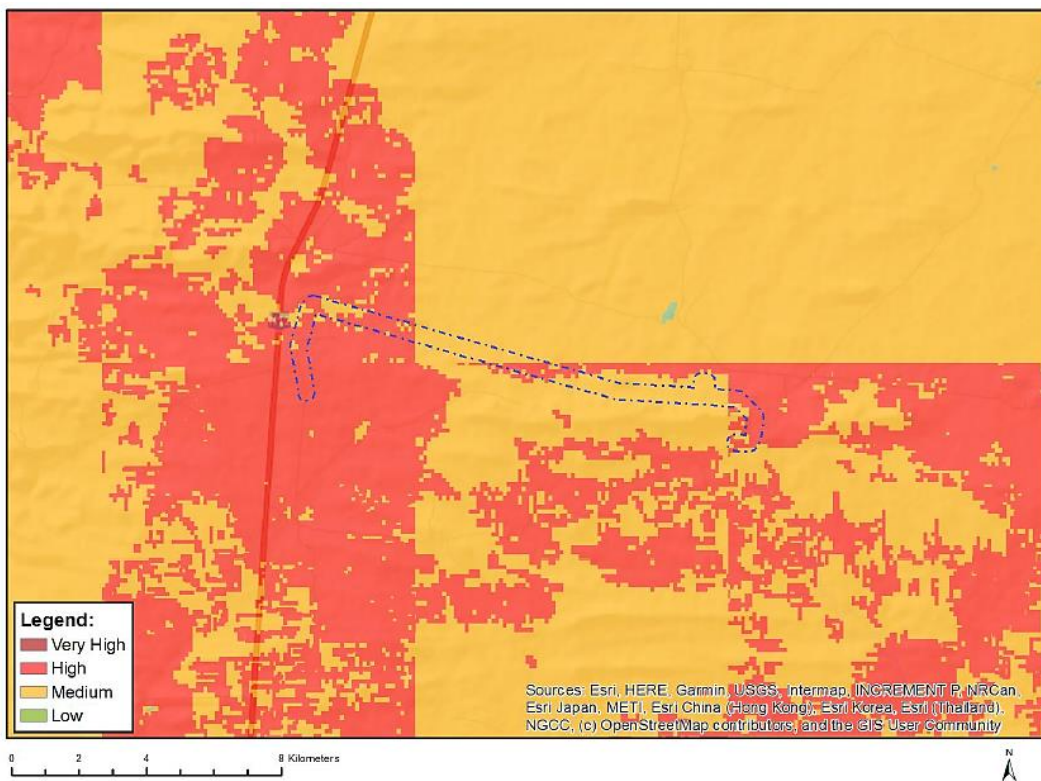 Legend:
Very High
High
Medium
Low
Sources: Esri, HERE, Garmin, USGS, Intermap, INCREMENT P, NRCan,
Esri Japan, METI, Esri China (Hong Kong), Esri Korea, Esri (Thailand),
NGCC, (c) OpenStreetMap contributors, and the GIS User Community
0 2 4 8 Kilometers
N